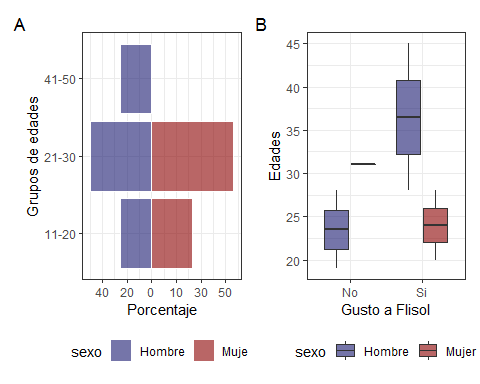 A
Grupos de edades
41-50
21-30
11-20
40
20
0
10
30
50
Porcentaje
sexo
Hombre
Muje
B
Edades
45
40
35
30
25
20
No
Si
Gusto a Flisol
sexo
Hombre
Mujer